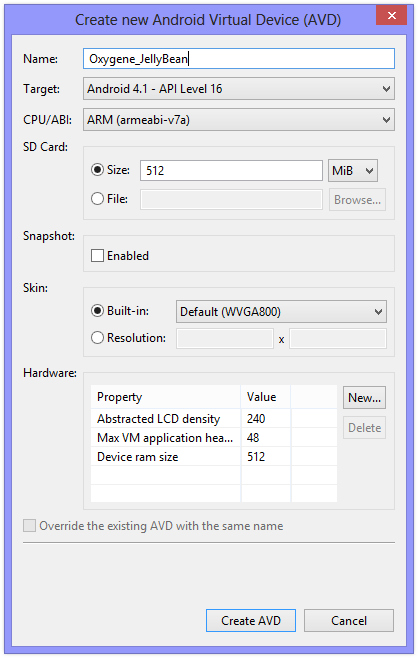 Create new Android Virtual Device (AVD)
Name: Oxygene_JellyBean
Target: Android 4.1 - API Level 16
CPU/ABI: ARM (armeabi-v7a)
SD Card:
Size: 512 MiB
File: Browse...
Snapshot:
Enabled
Skin:
Built-in: Default (WVGA800)
Resolution: x
Hardware:
Property Value New...
Abstracted LCD density 240
Delete
Max VM application hea... 48
Device ram size 512
Override the existing AVD with the same name
Create AVD Cancel